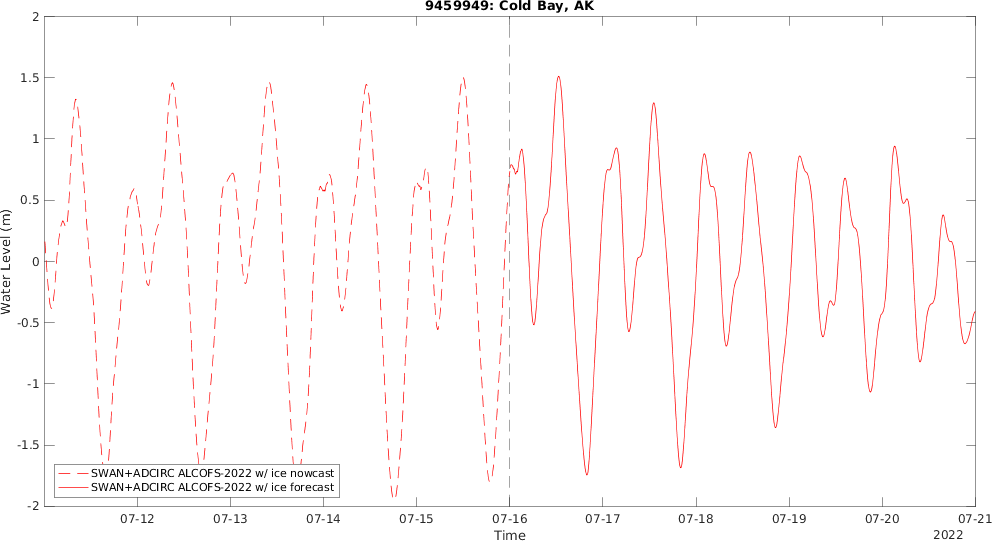 9459949: Cold Bay, AK
2
1.5
1
0.5
0
-0.5
-1
-1.5
-2
Water Level (m)
SWAN+ADCIRC ALCOFS-2022 w/ ice nowcast
SWAN+ADCIRC ALCOFS-2022 w/ ice forecast
07-12 07-13 07-14 07-15 07-16 07-17 07-18 07-19 07-20 07-21
Time
2022